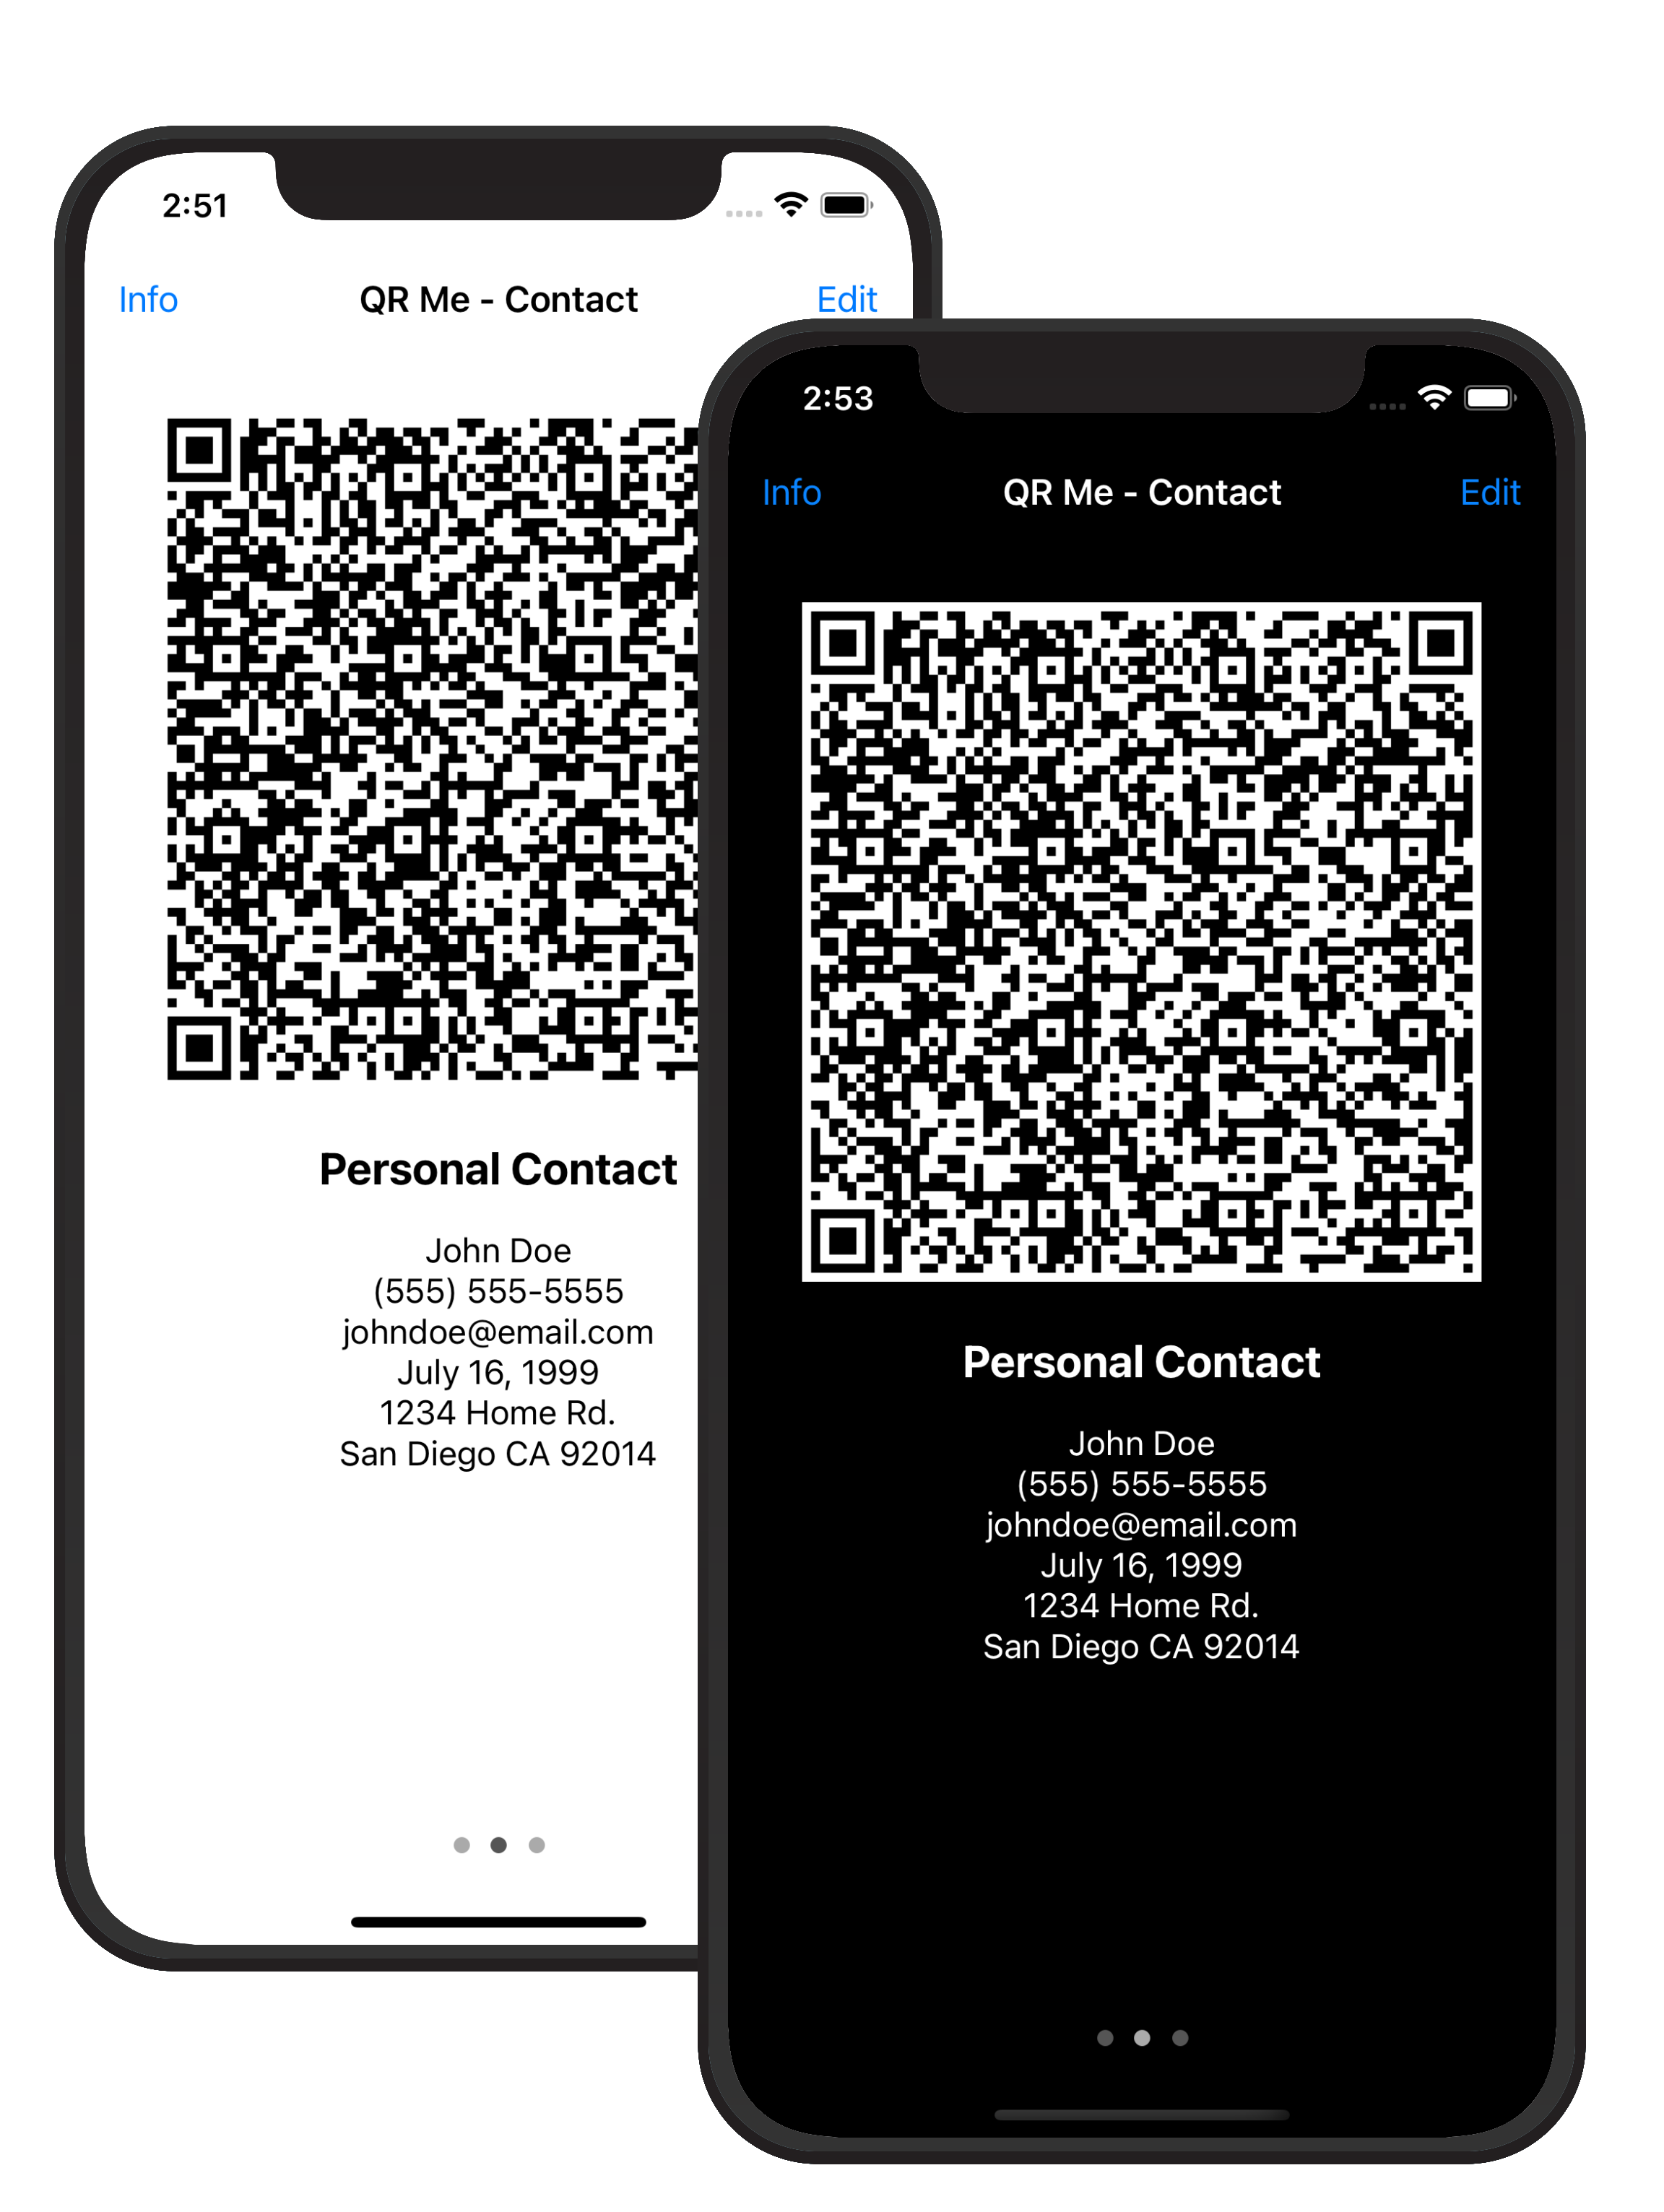 2:51
Info QR Me - Contact Edit
Personal Contact
John Doe
(555) 555-5555
johndoe@email.com
July 16, 1999
1234 Home Rd.
San Diego CA 92014
2:53
Info QR Me - Contact Edit
Personal Contact
John Doe
(555) 555-5555
johndoe@email.com
July 16, 1999
1234 Home Rd.
San Diego CA 92014